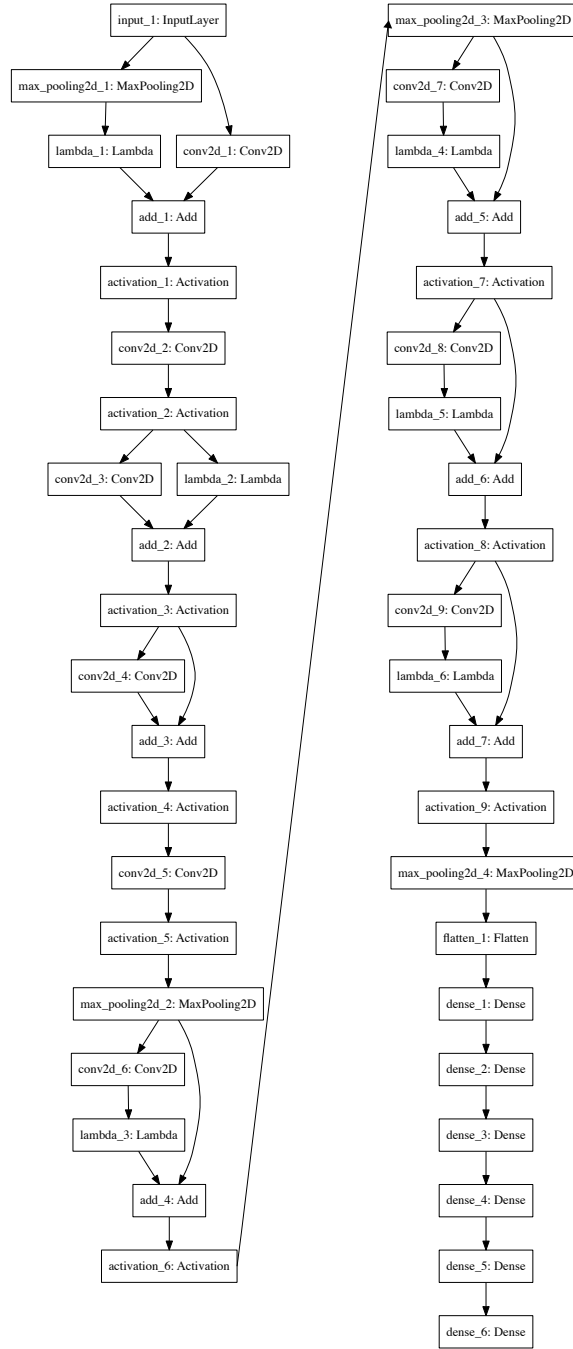 input_1: InputLayer
max_pooling2d_1: MaxPooling2D
lambda_1: Lambda
conv2d_1: Conv2D
add_1: Add
activation_1: Activation
conv2d_2: Conv2D
activation_2: Activation
conv2d_3: Conv2D
lambda_2: Lambda
add_2: Add
activation_3: Activation
conv2d_4: Conv2D
add_3: Add
activation_4: Activation
conv2d_5: Conv2D
activation_5: Activation
max_pooling2d_2: MaxPooling2D
conv2d_6: Conv2D
lambda_3: Lambda
add_4: Add
activation_6: Activation
max_pooling2d_3: MaxPooling2D
conv2d_7: Conv2D
lambda_4: Lambda
add_5: Add
activation_7: Activation
conv2d_8: Conv2D
lambda_5: Lambda
add_6: Add
activation_8: Activation
conv2d_9: Conv2D
lambda_6: Lambda
add_7: Add
activation_9: Activation
max_pooling2d_4: MaxPooling2D
flatten_1: Flatten
dense_1: Dense
dense_2: Dense
dense_3: Dense
dense_4: Dense
dense_5: Dense
dense_6: Dense